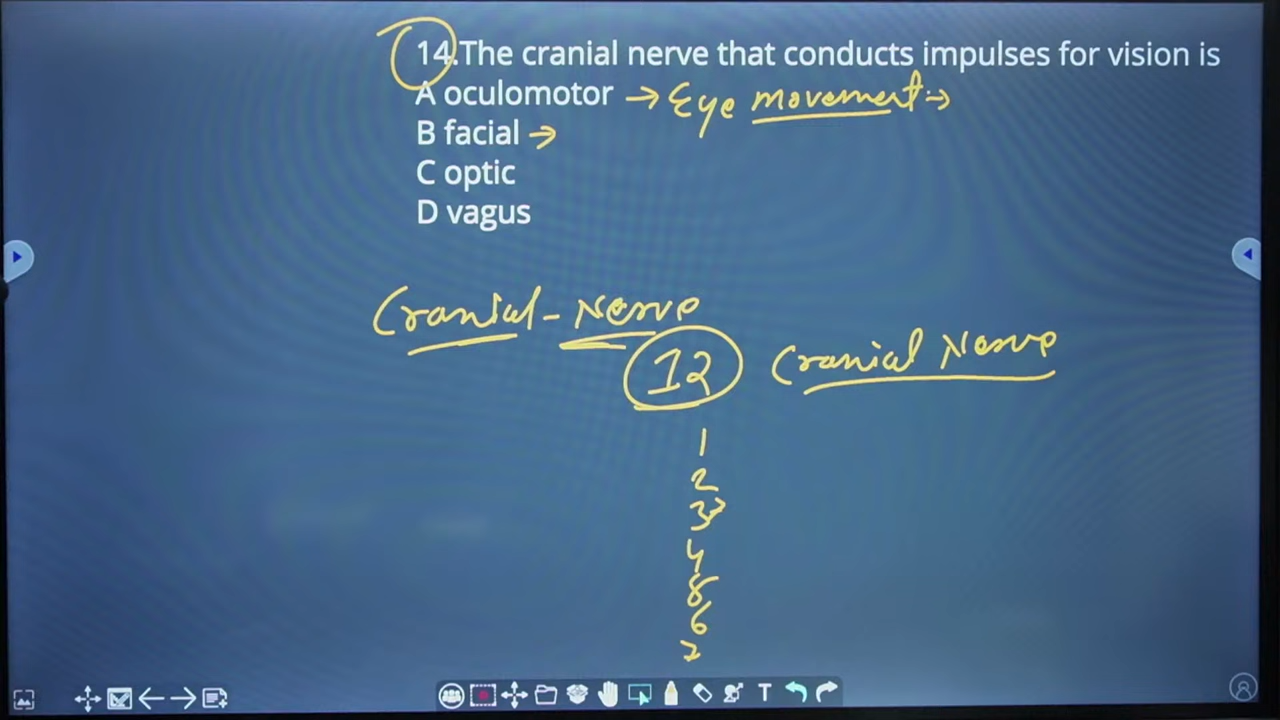 14.The cranial nerve that conducts impulses for vision is
A oculomotor → Eye movement →
B facial →
C optic
D vagus
Cranial - Nerve
12 Cranial Nerve
1
2
3
4
8
6
7
T